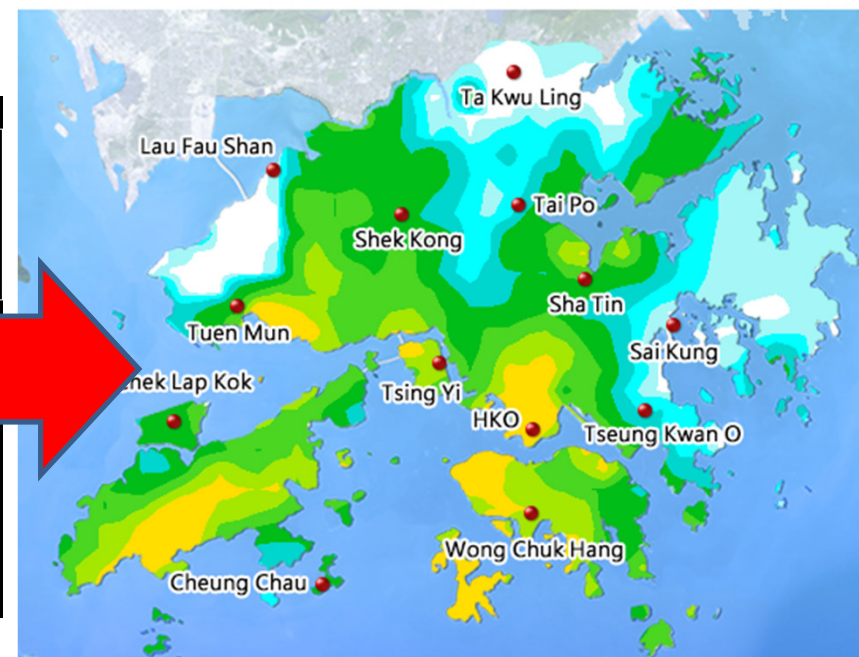 Ta Kwu Ling
Lau Fau Shan
Tai Po
Shek Kong
Sha Tin
Tuen Mun
Sai Kung
hek Lap Kok
Tsing Yi
HKO
Tseung Kwan O
Wong Chuk Hang
Cheung Chau